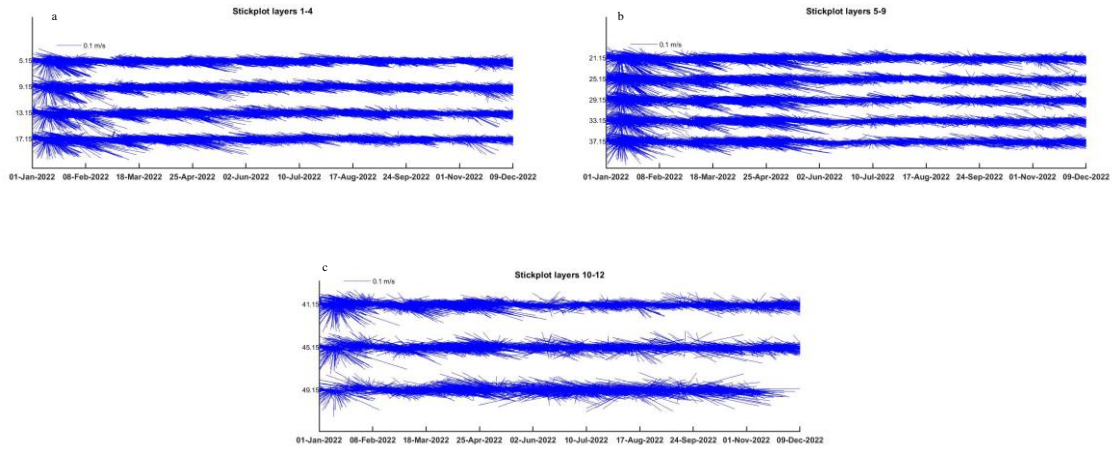 Stickplot layers 1-4
a
0.1 m/s
5.15
9.15
13.15
17.15
01-Jan-2022 08-Feb-2022 18-Mar-2022 25-Apr-2022 02-Jun-2022 10-Jul-2022 17-Aug-2022 24-Sep-2022 01-Nov-2022 09-Dec-2022
Stickplot layers 5-9
b
0.1 m/s
21.15
25.15
29.15
33.15
37.15
01-Jan-2022 08-Feb-2022 18-Mar-2022 25-Apr-2022 02-Jun-2022 10-Jul-2022 17-Aug-2022 24-Sep-2022 01-Nov-2022 09-Dec-2022
c
Stickplot layers 10-12
0.1 m/s
41.15
45.15
49.15
01-Jan-2022 08-Feb-2022 18-Mar-2022 25-Apr-2022 02-Jun-2022 10-Jul-2022 17-Aug-2022 24-Sep-2022 01-Nov-2022 09-Dec-2022